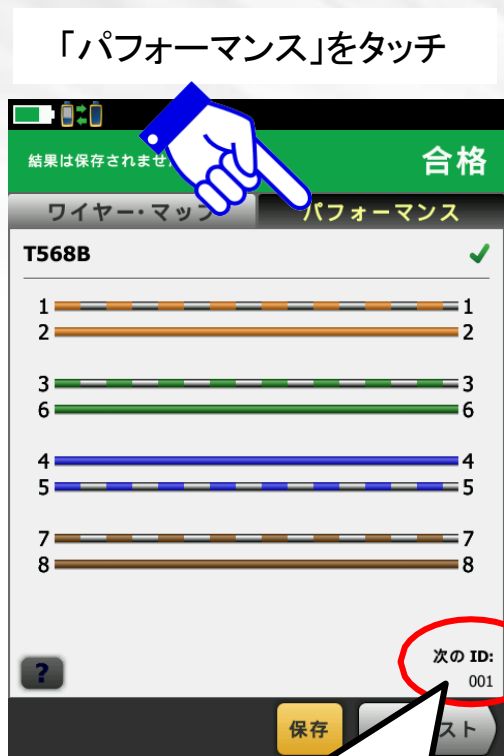 「パフォーマンス」をタッチ
結果は保存されませ
合格
ワイヤー・マップ
パフォーマンス
T568B
1 1
2 2
3 3
6 6
4 4
5 5
7 7
8 8
次の ID:
001
?
保存
スト